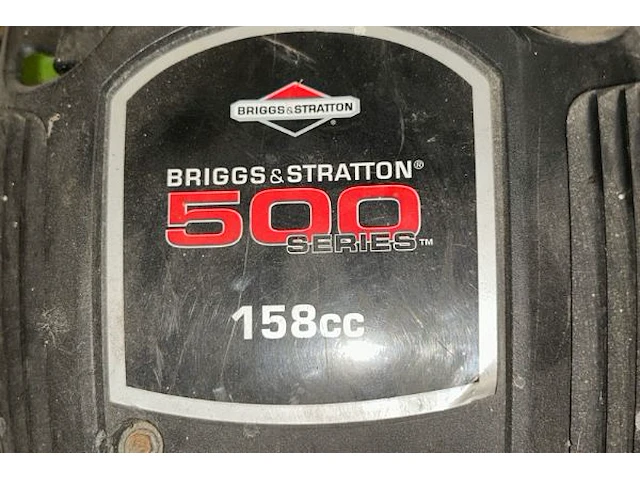 BRIGGS & STRATTON
®
BRIGGS & STRATTON®
500
SERIES™
158cc